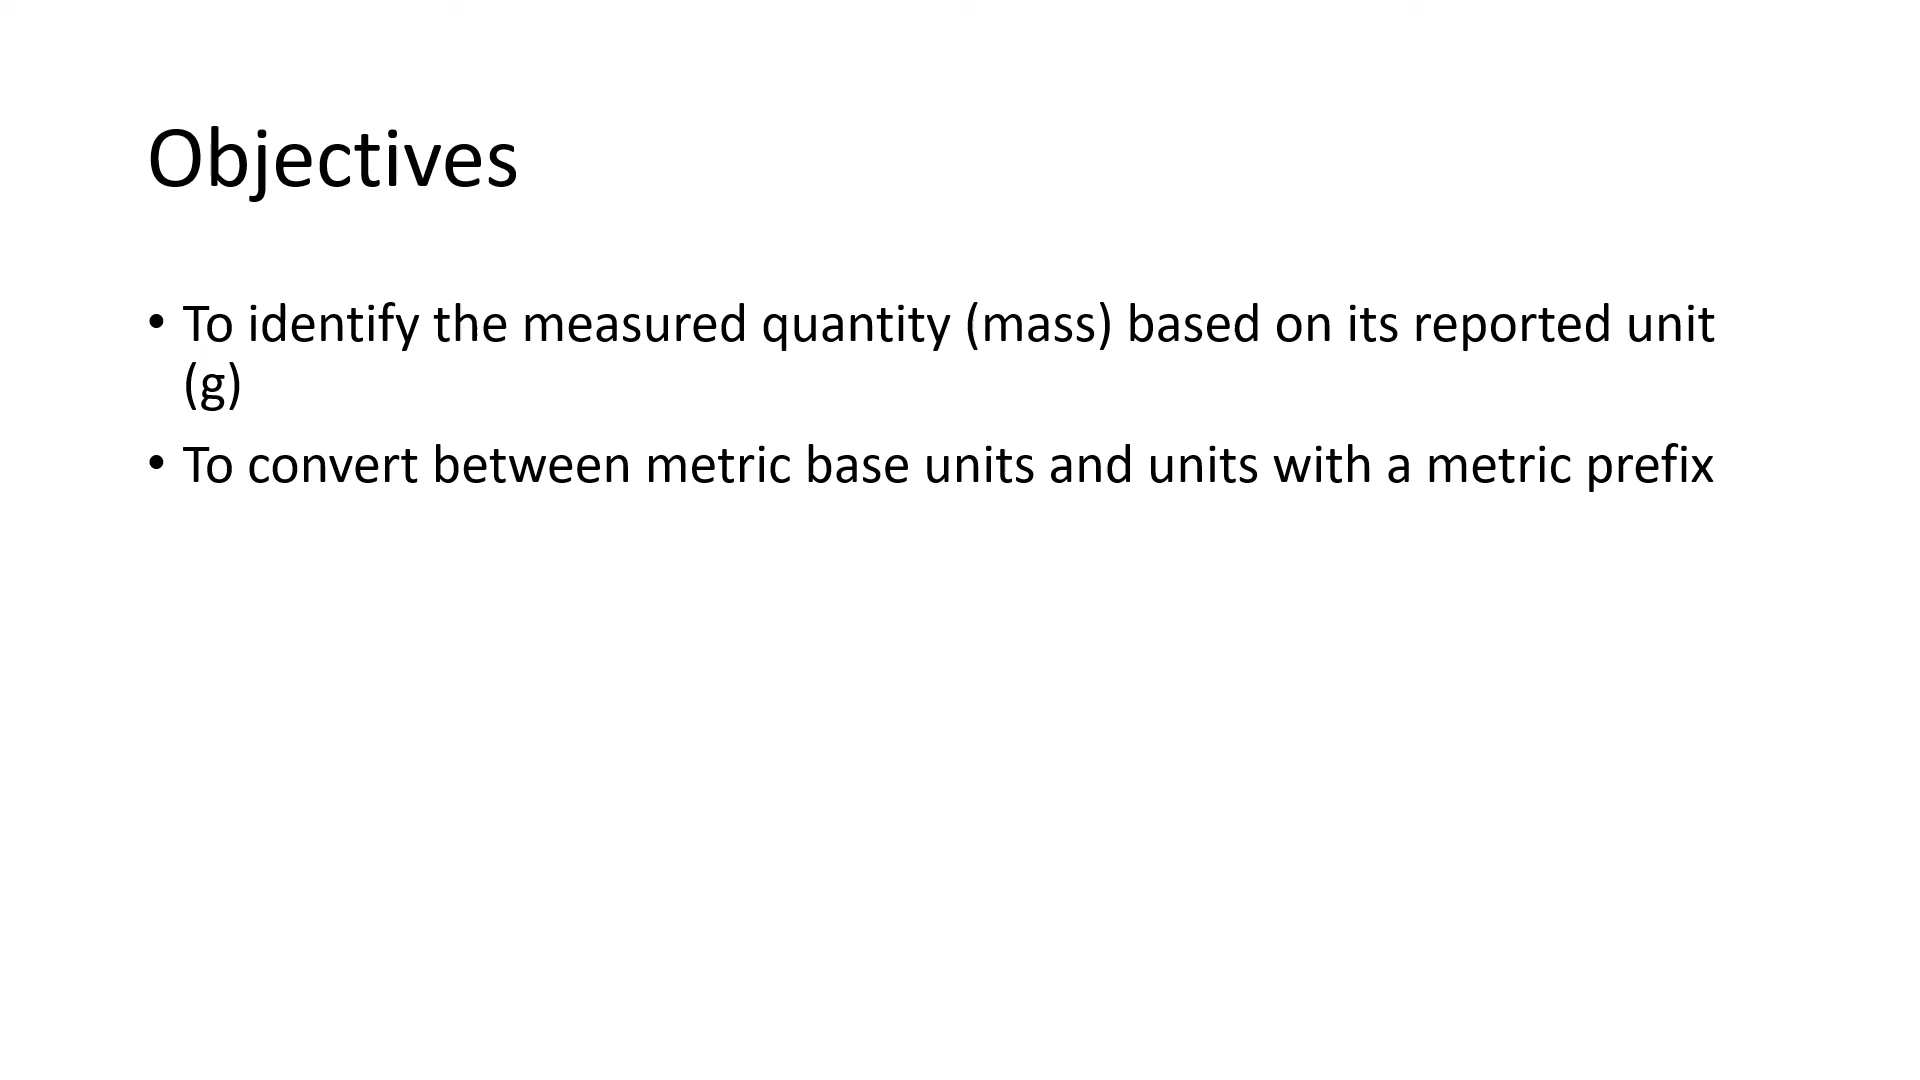 Objectives
• To identify the measured quantity (mass) based on its reported unit
(g)
• To convert between metric base units and units with a metric prefix